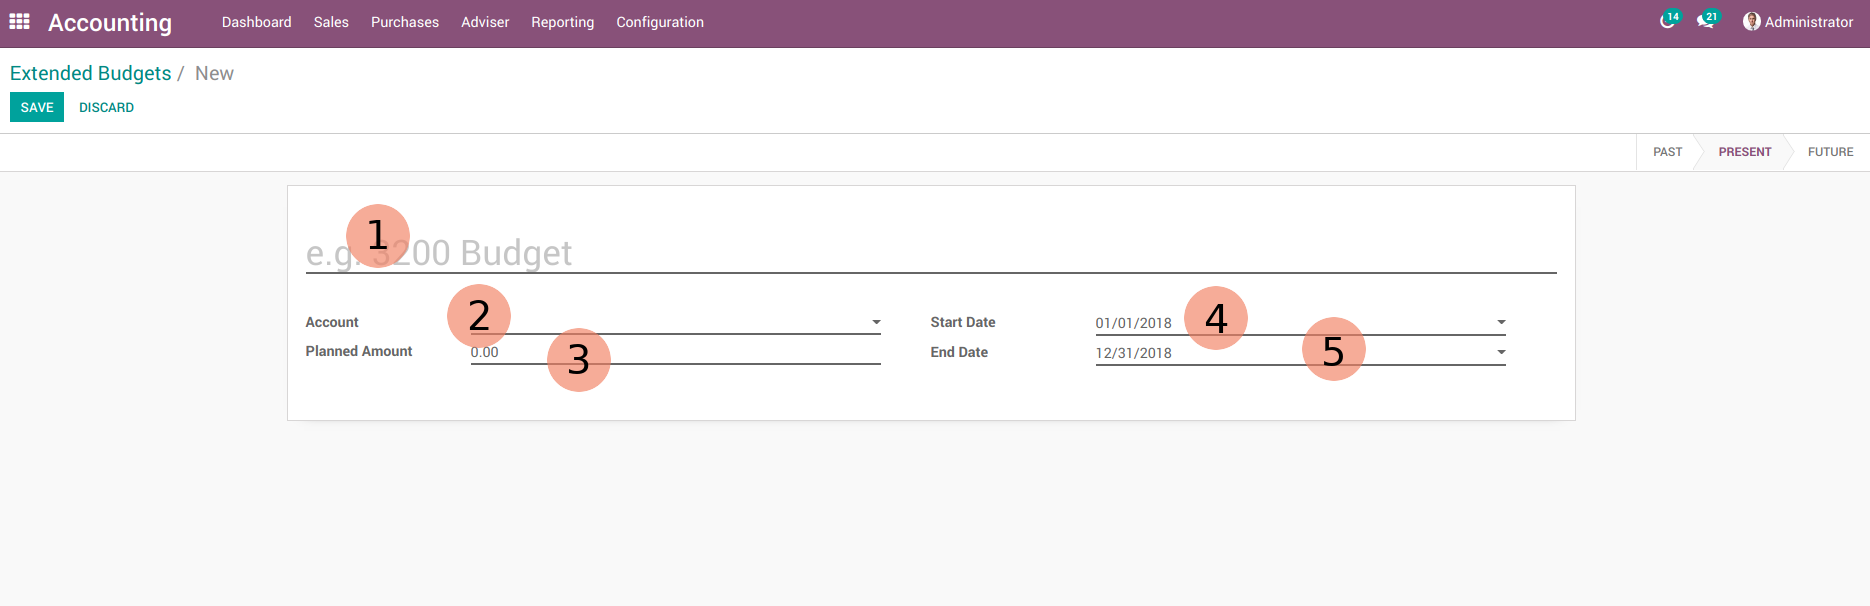 Accounting Dashboard Sales Purchases Adviser Reporting Configuration 14 21 Administrator
Extended Budgets / New
SAVE DISCARD
PAST PRESENT FUTURE
1
e.g. 3200 Budget
Account 2 Start Date 01/01/2018 4
Planned Amount 0.00 3 End Date 12/31/2018 5